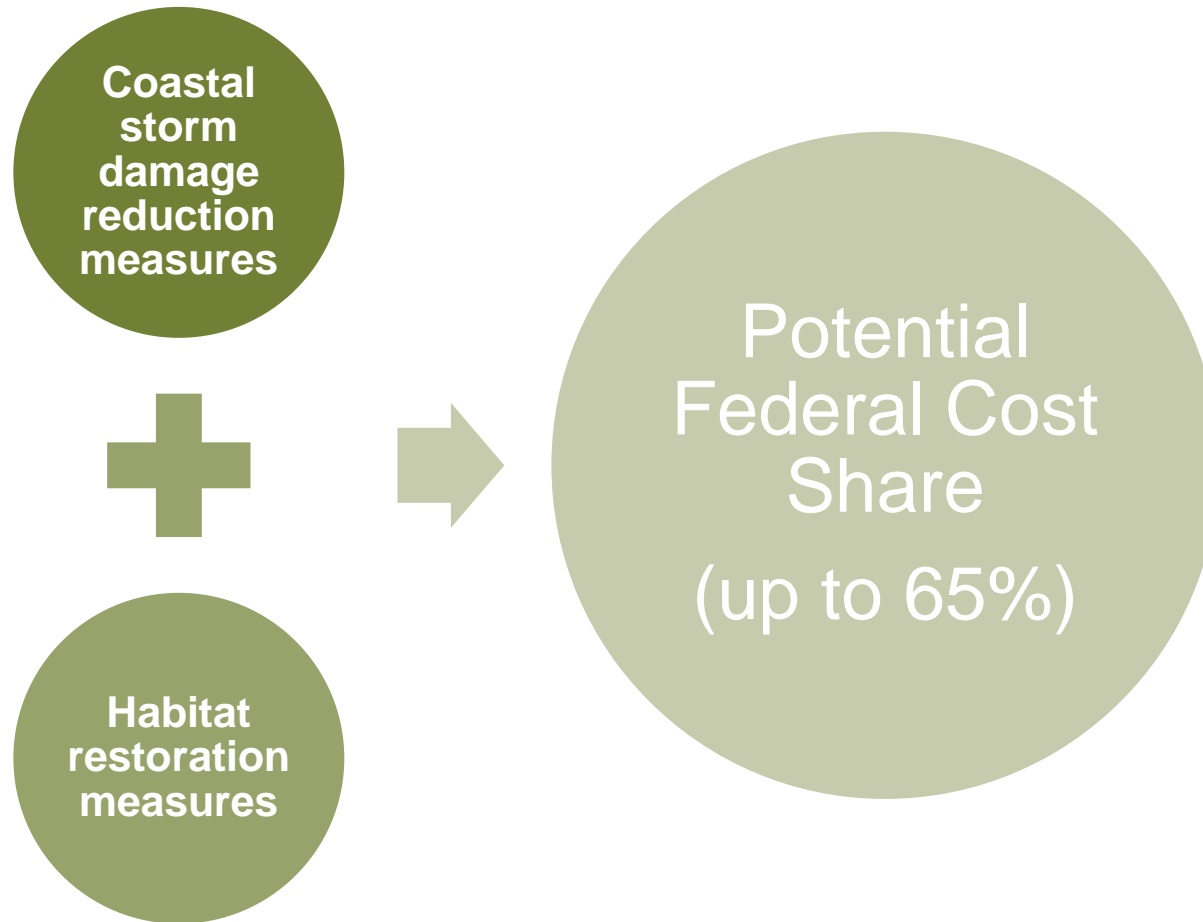 Coastal
storm
damage
reduction
measures
Habitat
restoration
measures
Potential
Federal Cost
Share
(up to 65%)